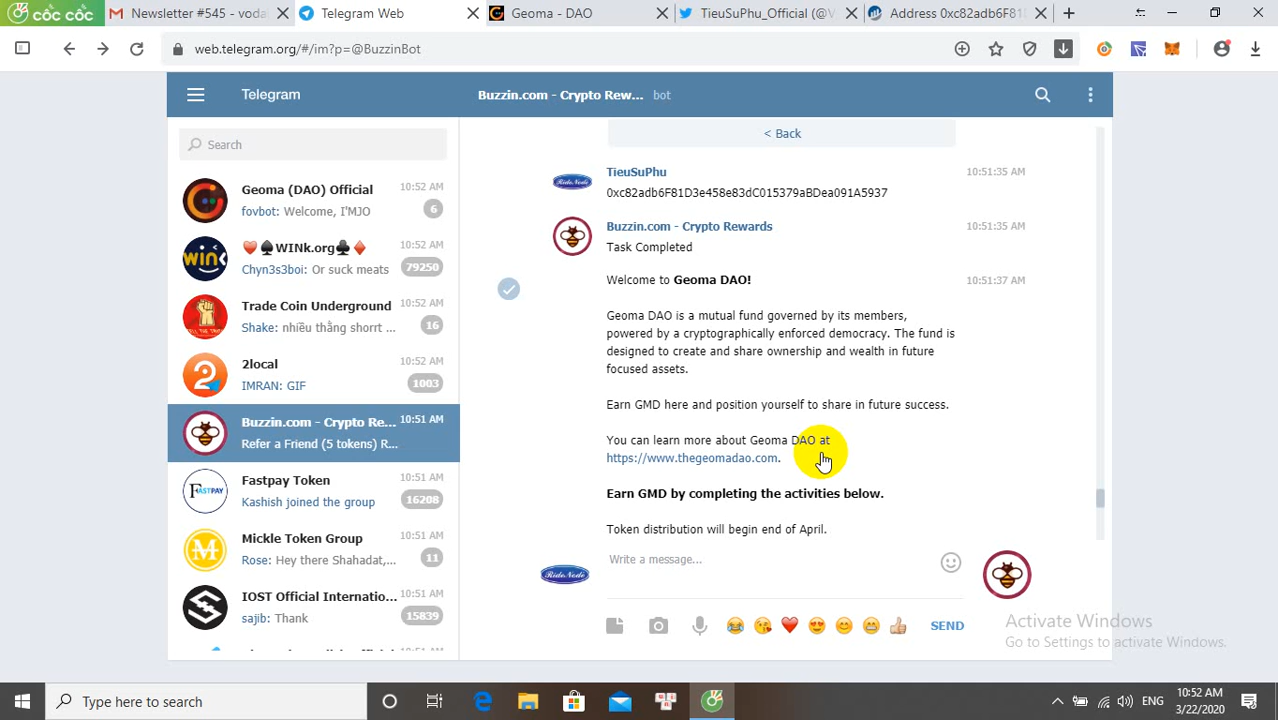 cốc cốc
Newsletter #545 - voda
Telegram Web
Geoma - DAO
TieuSuPhu_Official (@V
Address 0xc82adb6F81
web.telegram.org/#/im?p=@BuzzinBot
Telegram
Buzzin.com - Crypto Rew... bot
Search
< Back
Geoma (DAO) Official 10:52 AM
fovbot: Welcome, I'MJO 6
WINk.org 10:52 AM
Chyn3s3boi: Or suck meats 79250
Trade Coin Underground 10:52 AM
Shake: nhiều thằng shorrt ... 16
2local 10:52 AM
IMRAN: GIF 1003
Buzzin.com - Crypto Re... 10:51 AM
Refer a Friend (5 tokens) R...
Fastpay Token 10:51 AM
Kashish joined the group 16208
Mickle Token Group 10:51 AM
Rose: Hey there Shahadat,... 11
IOST Official Internatio... 10:51 AM
sajib: Thank 15839
TieuSuPhu 10:51:35 AM
0xc82adb6F81D3e458e83dC015379aBDea091A5937
Buzzin.com - Crypto Rewards 10:51:35 AM
Task Completed
Welcome to Geoma DAO! 10:51:37 AM
Geoma DAO is a mutual fund governed by its members,
powered by a cryptographically enforced democracy. The fund is
designed to create and share ownership and wealth in future
focused assets.
Earn GMD here and position yourself to share in future success.
You can learn more about Geoma DAO at
https://www.thegeomadao.com.
Earn GMD by completing the activities below.
Token distribution will begin end of April.
Write a message...
SEND
Activate Windows
Go to Settings to activate Windows.
Type here to search
ENG
10:52 AM
3/22/2020